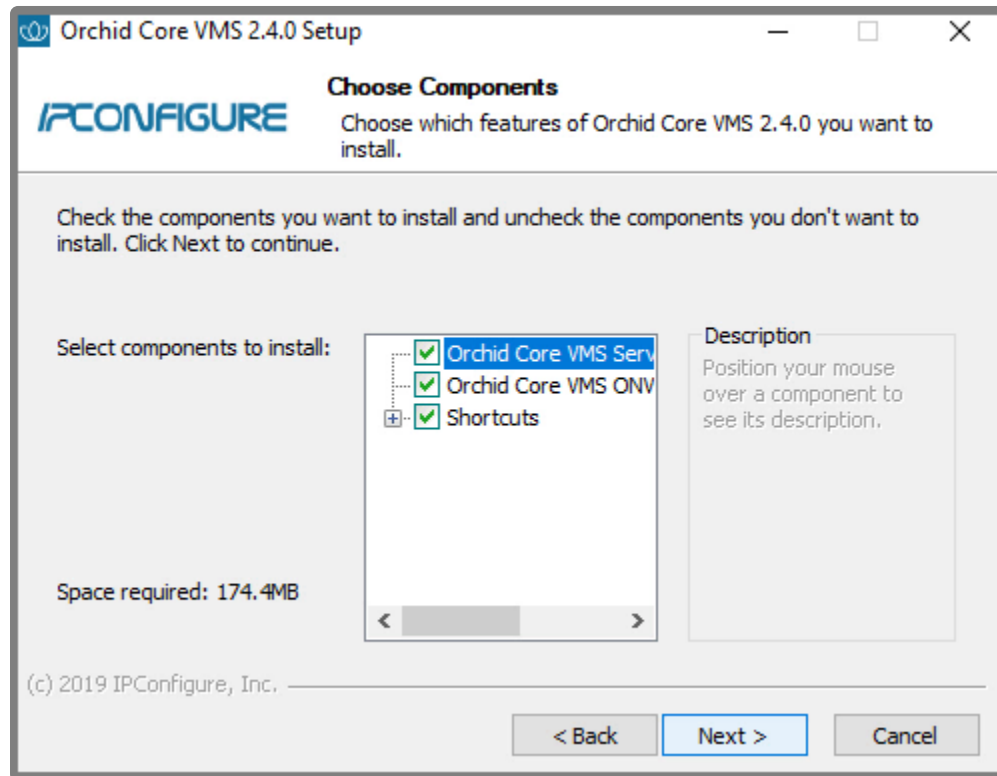 Orchid Core VMS 2.4.0 Setup
IPCONFIGURE
Choose Components
Choose which features of Orchid Core VMS 2.4.0 you want to
install.
Check the components you want to install and uncheck the components you don't want to
install. Click Next to continue.
Select components to install:
Orchid Core VMS Serv
Orchid Core VMS ONV
Shortcuts
Description
Position your mouse
over a component to
see its description.
Space required: 174.4MB
(c) 2019 IPConfigure, Inc.
< Back
Next >
Cancel